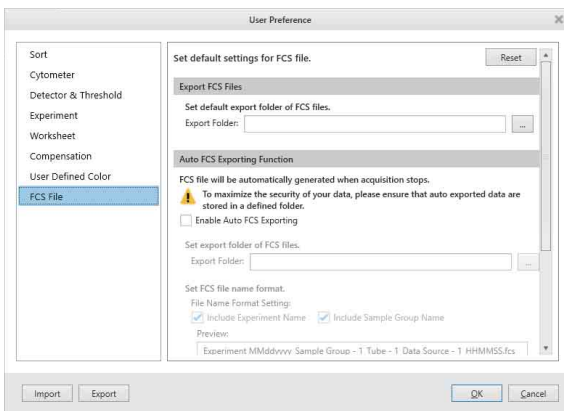 User Preference
Sort
Cytometer
Detector & Threshold
Experiment
Worksheet
Compensation
User Defined Color
FCS File
Set default settings for FCS file.
Reset
Export FCS Files
Set default export folder of FCS files.
Export Folder:
...
Auto FCS Exporting Function
FCS file will be automatically generated when acquisition stops.
To maximize the security of your data, please ensure that auto exported data are
stored in a defined folder.
Enable Auto FCS Exporting
Set export folder of FCS files.
Export Folder:
...
Set FCS file name format.
File Name Format Setting:
Include Experiment Name Include Sample Group Name
Preview:
Experiment MMddyyyy Sample Group - 1 Tube - 1 Data Source - 1 HHMMSS.fcs
Import Export OK Cancel